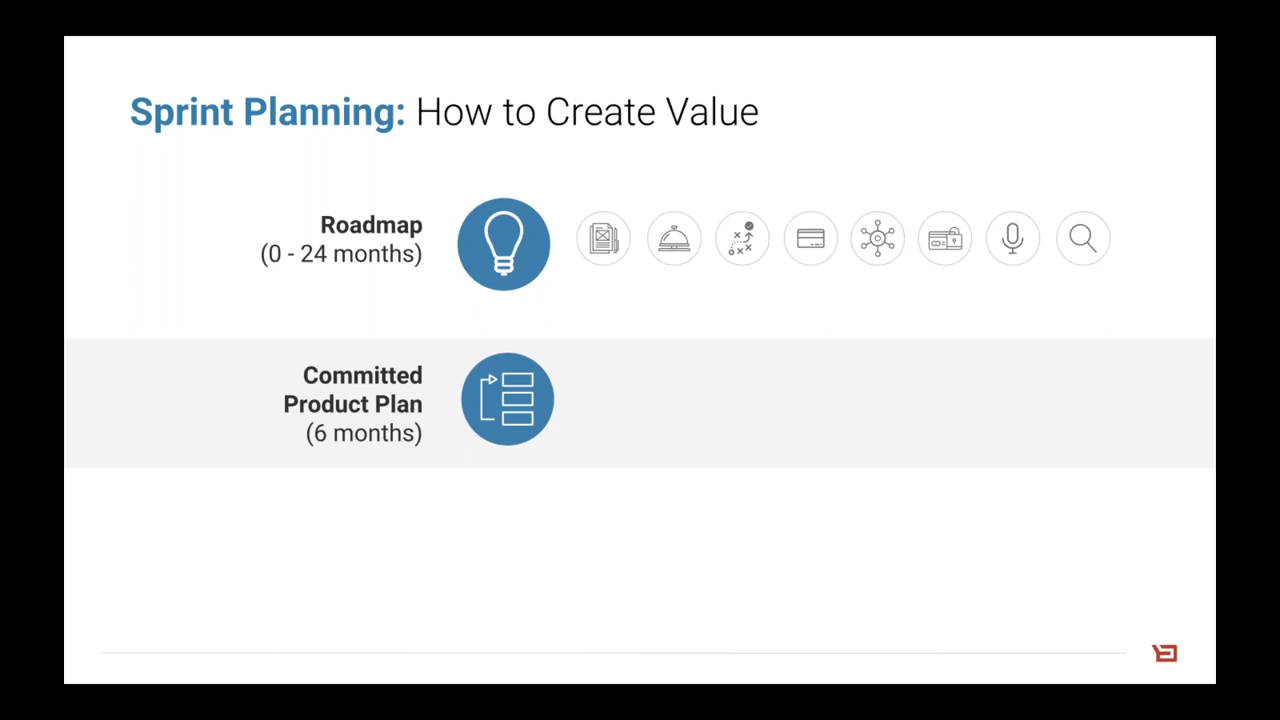 Sprint Planning: How to Create Value
Roadmap
(0 - 24 months)
Committed
Product Plan
(6 months)